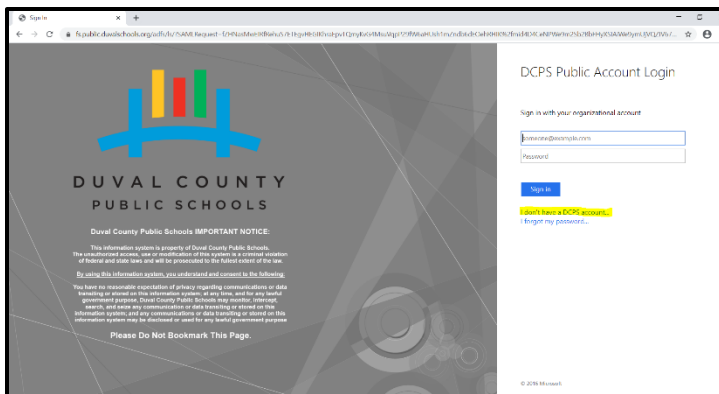 Sign In
DUVAL COUNTY
PUBLIC SCHOOLS
Duval County Public Schools IMPORTANT NOTICE:
This information system is property of Duval County Public Schools.
The unauthorized access, use or modification of this system is a criminal violation
of federal and state laws and will be prosecuted to the fullest extent of the law.
By using this information system, you understand and consent to the following:
You have no reasonable expectation of privacy regarding communications or data
transiting or stored on this information system; at any time, and for any lawful
government purpose, Duval County Public Schools may monitor, intercept,
search, and seize any communication or data transiting or stored on this
information system; and any communications or data transiting or stored on this
information system may be disclosed or used for any lawful government purpose
Please Do Not Bookmark This Page.
DCPS Public Account Login
Sign in with your organizational account
someone@example.com
Password
Sign in
I don't have a DCPS account...
I forgot my password...
© 2016 Microsoft